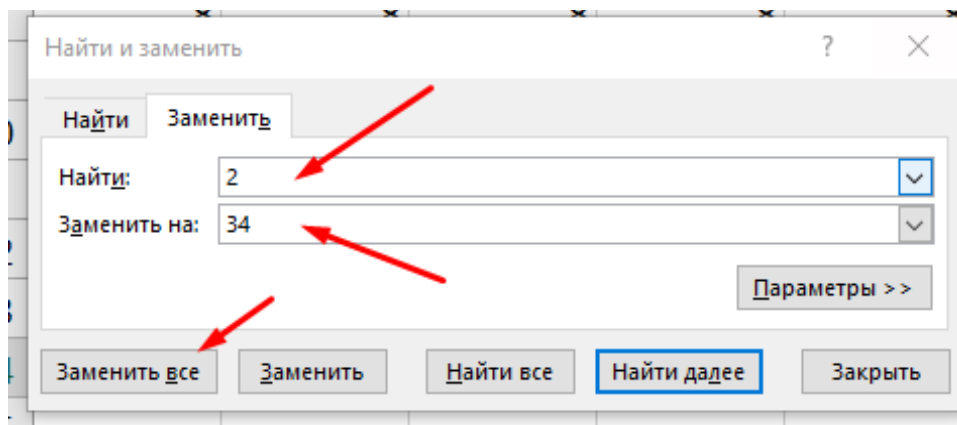 Найти и заменить ?
Найти Заменить
Найти: 2
Заменить на: 34
Параметры >>
Заменить все Заменить Найти все Найти далее Закрыть